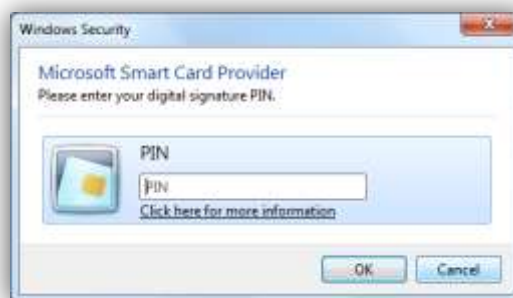 Windows Security
Microsoft Smart Card Provider
Please enter your digital signature PIN.
PIN
PIN
Click here for more information
OK
Cancel